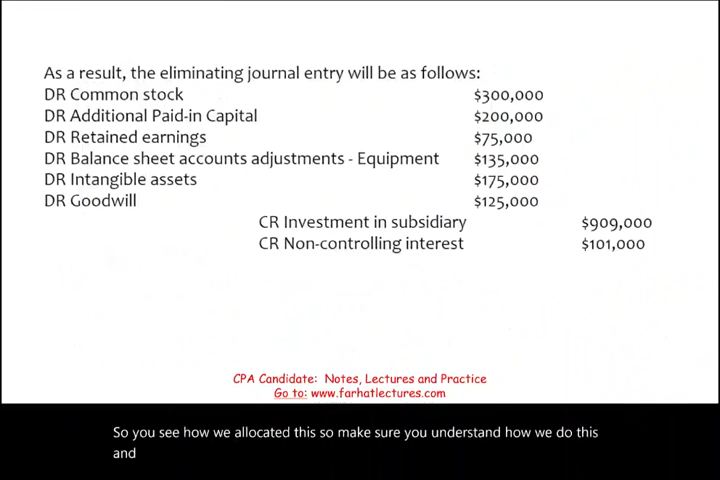 As a result, the eliminating journal entry will be as follows:
DR Common stock $300,000
DR Additional Paid-in Capital $200,000
DR Retained earnings $75,000
DR Balance sheet accounts adjustments - Equipment $135,000
DR Intangible assets $175,000
DR Goodwill $125,000
CR Investment in subsidiary $909,000
CR Non-controlling interest $101,000
CPA Candidate: Notes, Lectures and Practice
Go to: www.farhatlectures.com
So you see how we allocated this so make sure you understand how we do this
and